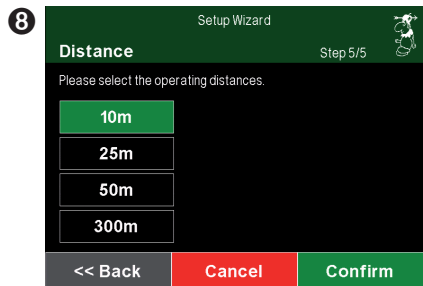 8
Setup Wizard
Distance
Step 5/5
Please select the operating distances.
10m
25m
50m
300m
<< Back
Cancel
Confirm